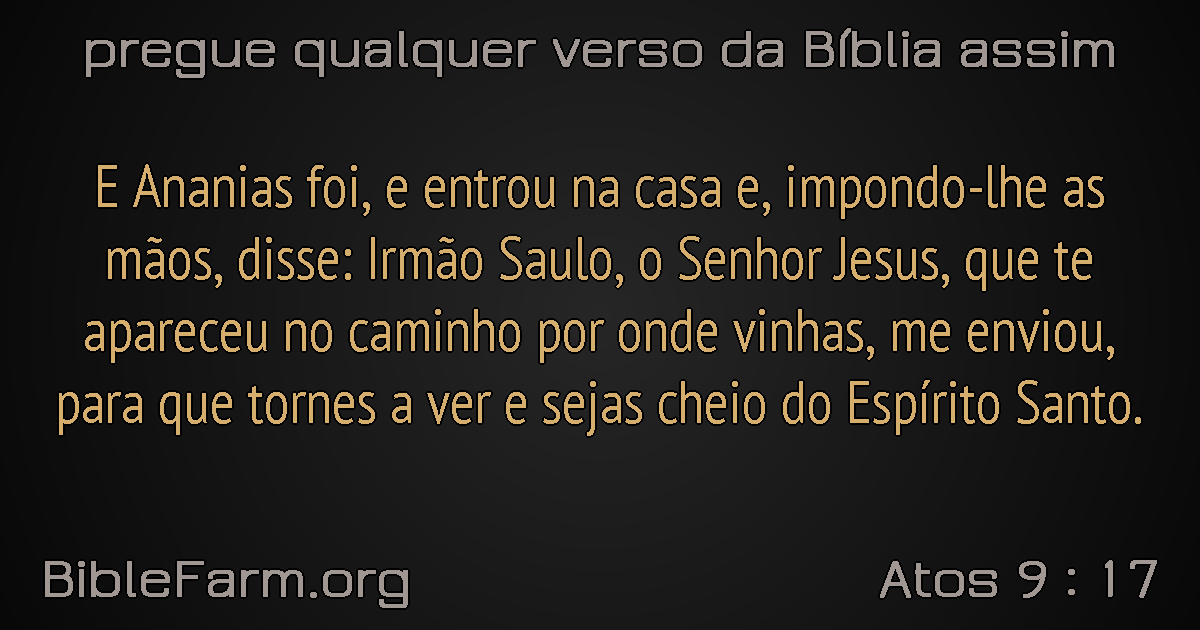 pregue qualquer verso da Bíblia assim
E Ananias foi, e entrou na casa e, impondo-lhe as
mãos, disse: Irmão Saulo, o Senhor Jesus, que te
apareceu no caminho por onde vinhas, me enviou,
para que tornes a ver e sejas cheio do Espírito Santo.
BibleFarm.org
Atos 9 : 17